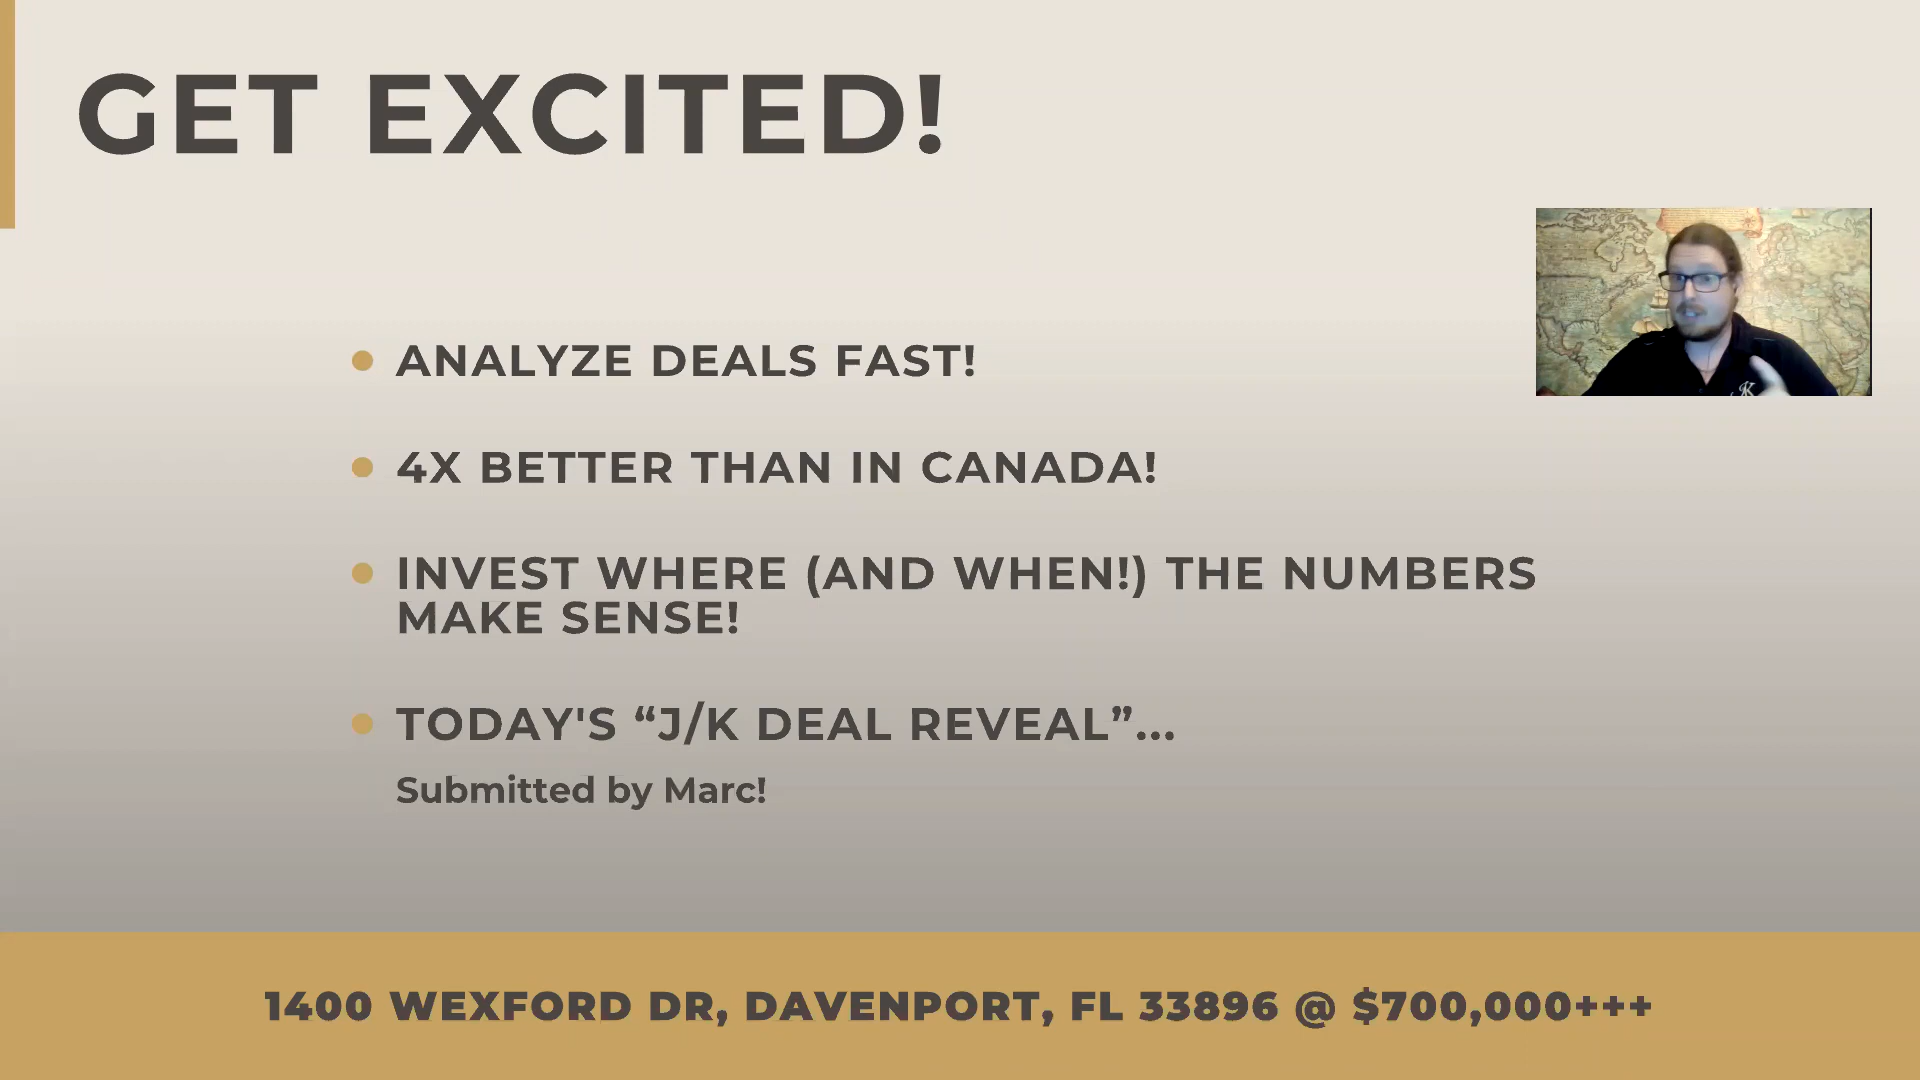 GET EXCITED!
ANALYZE DEALS FAST!
4X BETTER THAN IN CANADA!
INVEST WHERE (AND WHEN!) THE NUMBERS
MAKE SENSE!
TODAY'S “J/K DEAL REVEAL”...
Submitted by Marc!
1400 WEXFORD DR, DAVENPORT, FL 33896 @ $700,000+++